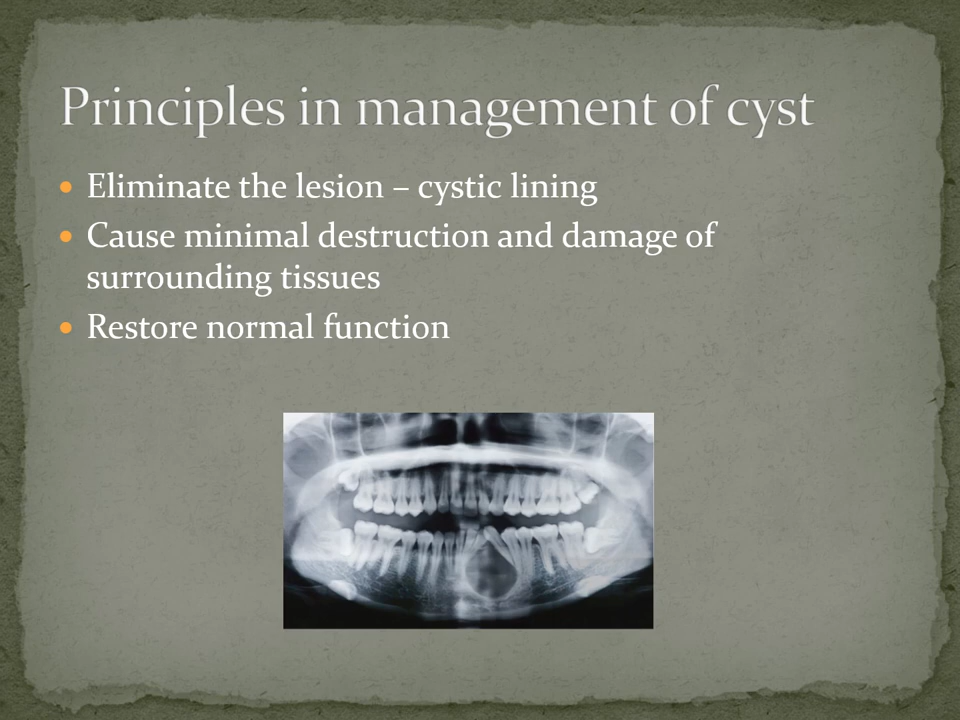 Principles in management of cyst
Eliminate the lesion – cystic lining
Cause minimal destruction and damage of
surrounding tissues
Restore normal function